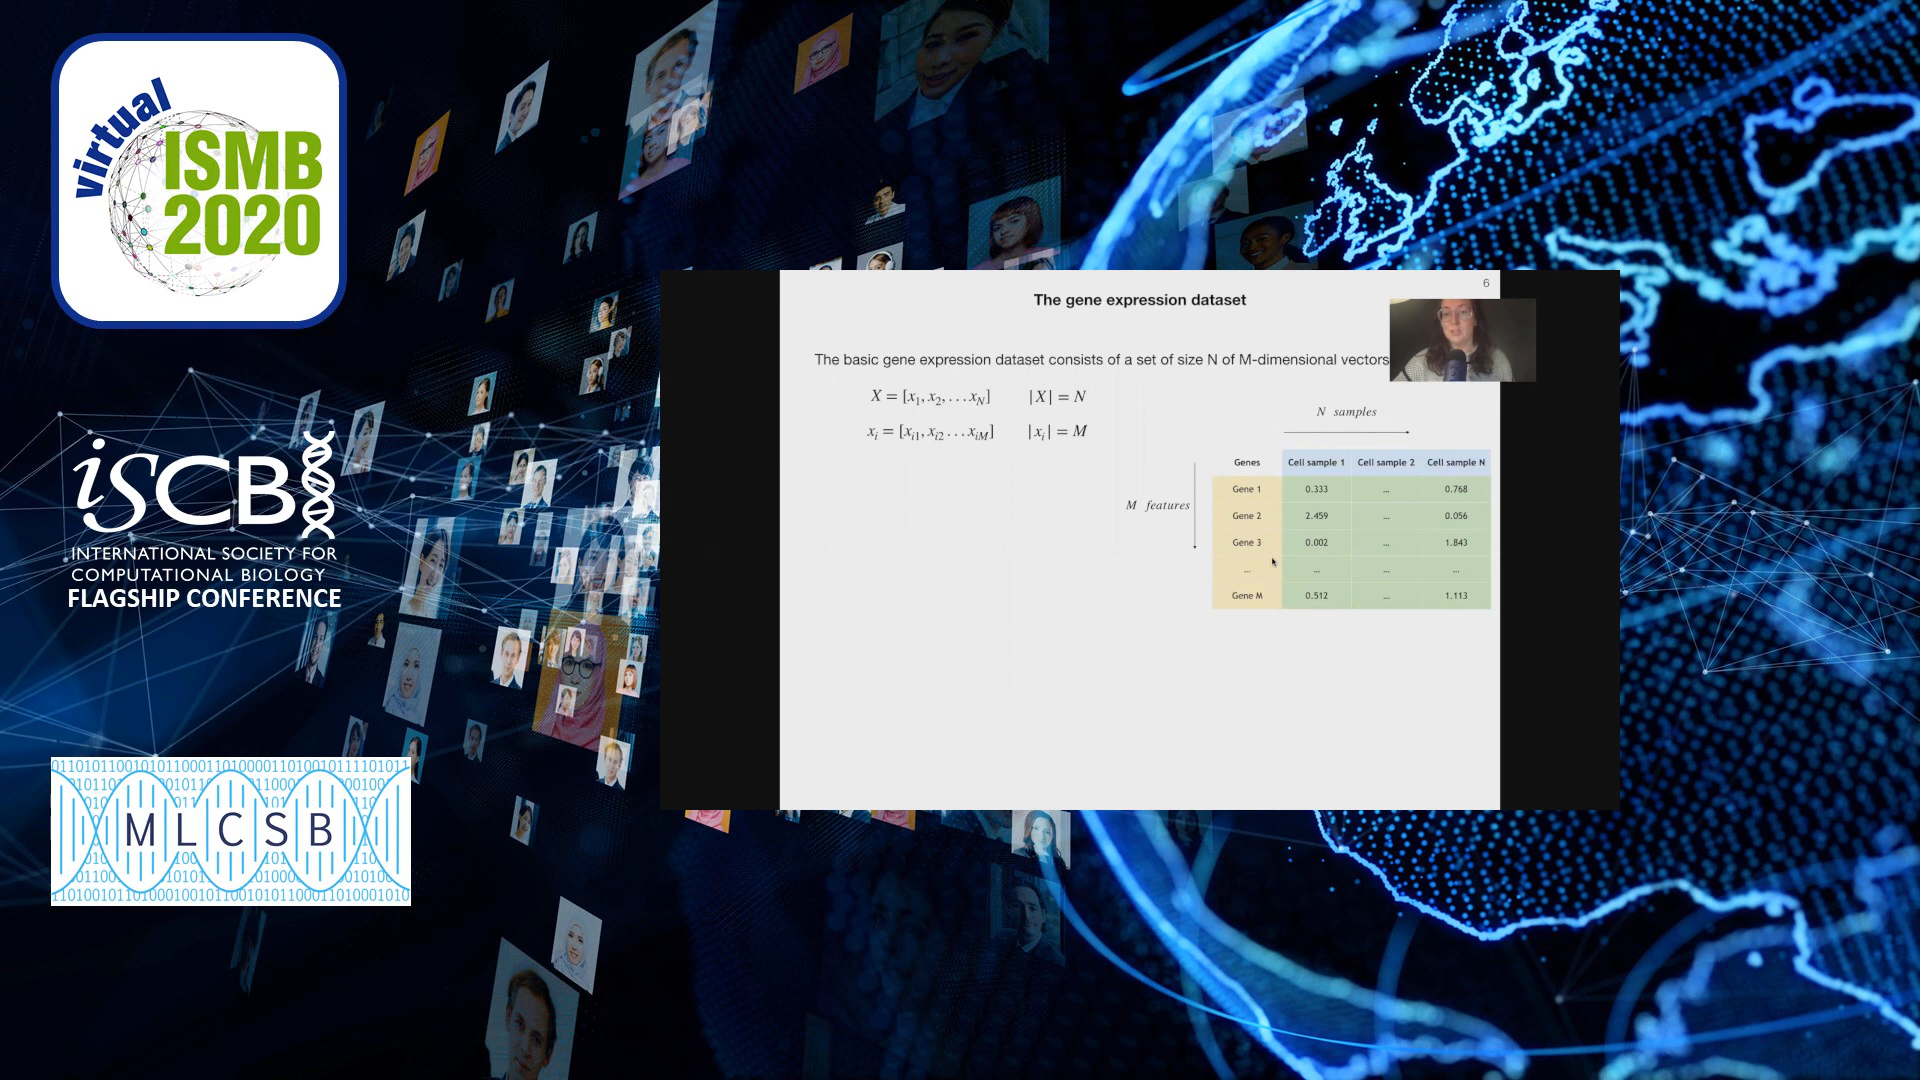 virtual
ISMB
2020
iSCB
INTERNATIONAL SOCIETY FOR
COMPUTATIONAL BIOLOGY
FLAGSHIP CONFERENCE
MLCSB
6
The gene expression dataset
The basic gene expression dataset consists of a set of size N of M-dimensional vectors
X = [x1, x2, . . . xN] |X| = N
xi = [xi1, xi2 . . . xiM] |xi| = M
N samples
M features
Genes Cell sample 1 Cell sample 2 Cell sample N
Gene 1 0.333 ... 0.768
Gene 2 2.459 ... 0.056
Gene 3 0.002 ... 1.843
... ... ... ...
Gene M 0.512 ... 1.113